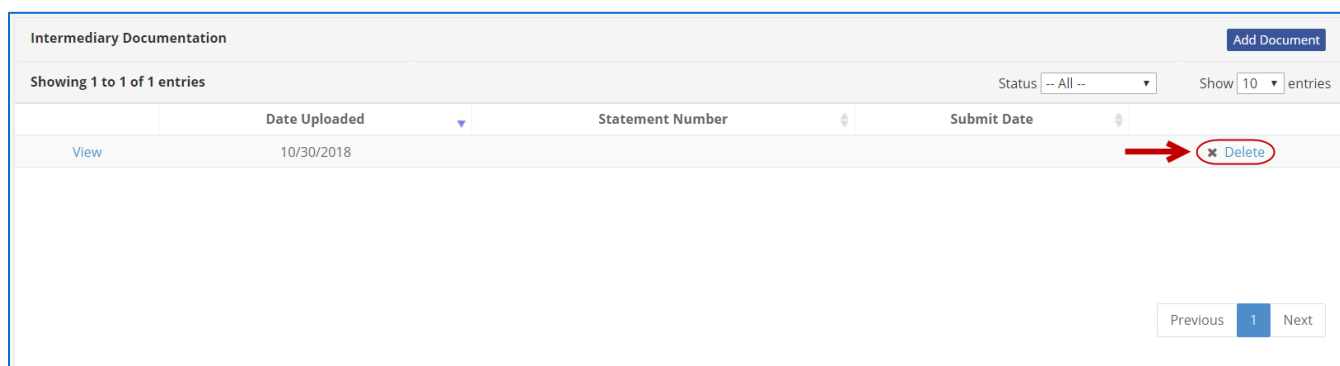 Intermediary Documentation Add Document
Showing 1 to 1 of 1 entries Status -- All -- Show 10 entries
Date Uploaded Statement Number Submit Date
View 10/30/2018 Delete
Previous 1 Next